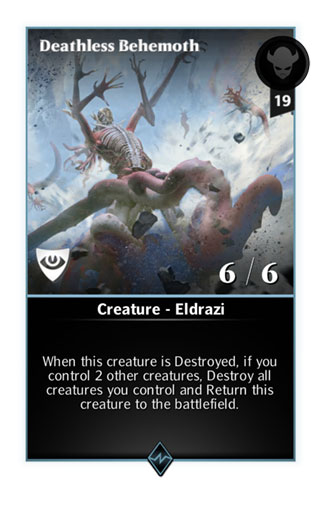 Deathless Behemoth
19
6 / 6
Creature - Eldrazi
When this creature is Destroyed, if you
control 2 other creatures, Destroy all
creatures you control and Return this
creature to the battlefield.